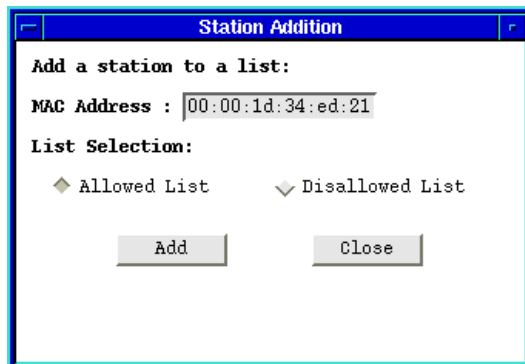 Station Addition
Add a station to a list:
MAC Address : 00:00:1d:34:ed:21
List Selection:
Allowed List Disallowed List
Add Close